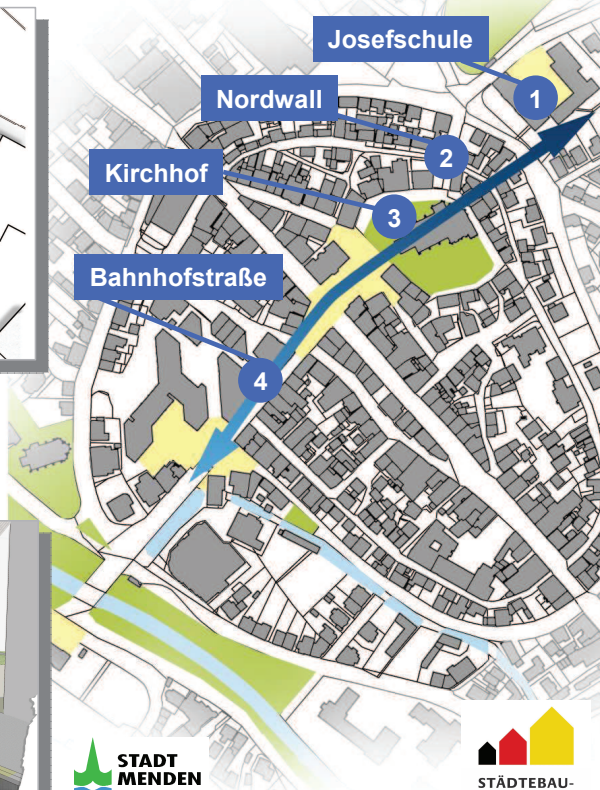 Josefschule
1
Nordwall
2
Kirchhof
3
Bahnhofstraße
4
STADT
MENDEN
STÄDTEBAU-